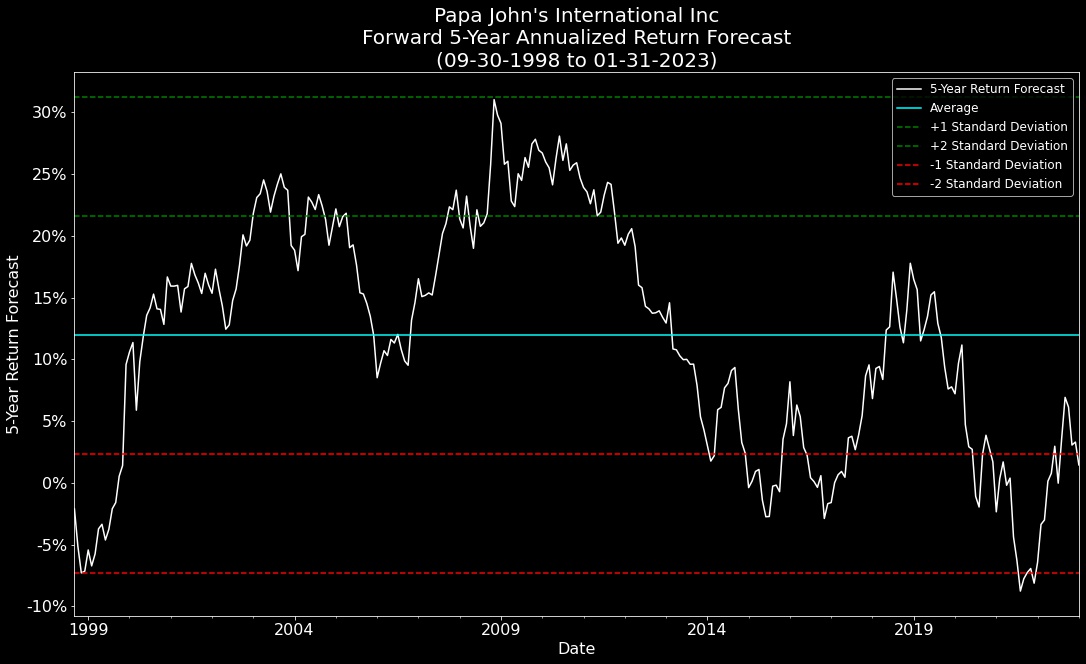 Papa John's International Inc
Forward 5-Year Annualized Return Forecast
(09-30-1998 to 01-31-2023)
5-Year Return Forecast
Average
+1 Standard Deviation
+2 Standard Deviation
-1 Standard Deviation
-2 Standard Deviation
5-Year Return Forecast
30%
25%
20%
15%
10%
5%
0%
-5%
-10%
1999
2004
2009
2014
2019
Date